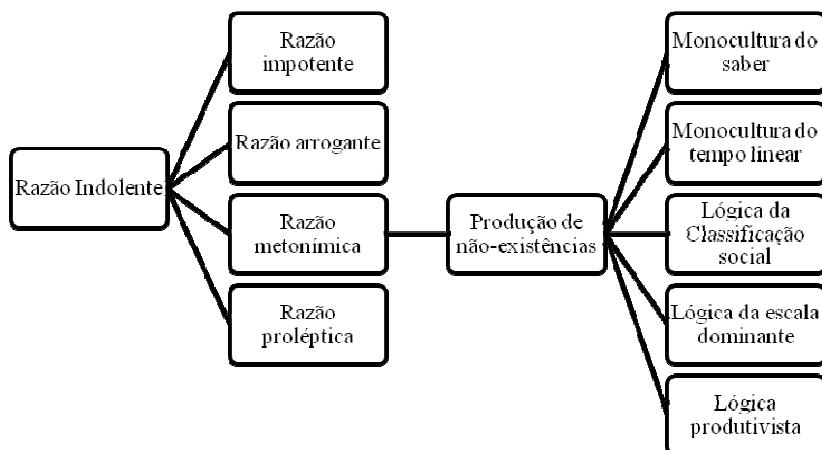 Razão Indolente
Razão
impotente
Razão arrogante
Razão
metonímica
Razão
proléptica
Produção de
não-existências
Monocultura do
saber
Monocultura do
tempo linear
Lógica da
Classificação
social
Lógica da escala
dominante
Lógica
produtivista